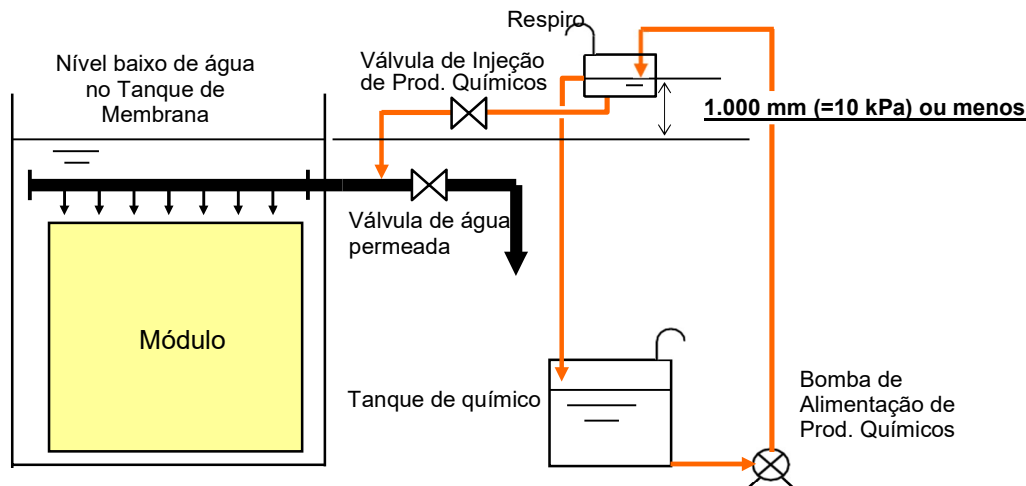 Respiro
Nível baixo de água
no Tanque de
Membrana
Válvula de Injeção
de Prod. Químicos
1.000 mm (=10 kPa) ou menos
Válvula de água
permeada
Módulo
Tanque de químico
Bomba de
Alimentação de
Prod. Químicos